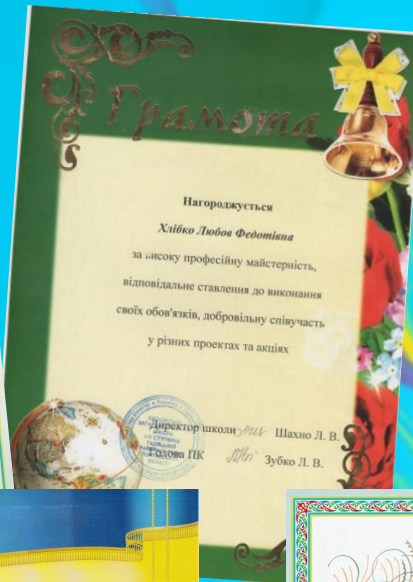 Грамота
Нагороджується
Хлібко Любов Федотівна
за високу професійну майстерність,
відповідальне ставлення до виконання
своїх обов'язків, добровільну співучасть
у різних проектах та акціях
Директор школи Шахно Л. В.
Голова ПК Зубко Л. В.